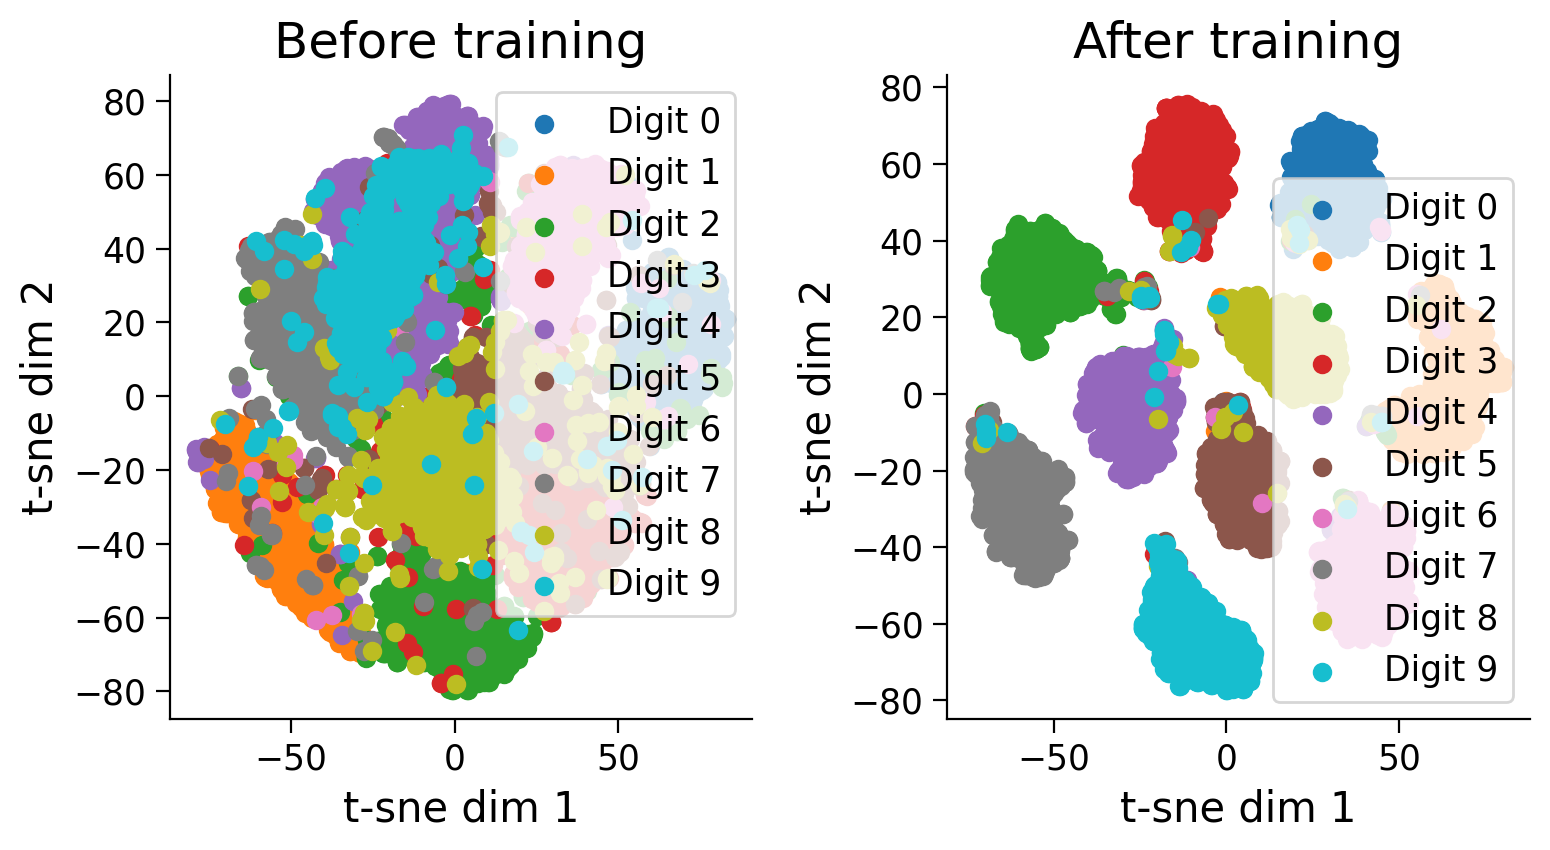 Before training
80
60
40
20
0
−20
−40
−60
−80
−50
0
50
t-sne dim 1
t-sne dim 2
Digit 0
Digit 1
Digit 2
Digit 3
Digit 4
Digit 5
Digit 6
Digit 7
Digit 8
Digit 9
After training
80
60
40
20
0
−20
−40
−60
−80
−50
0
50
t-sne dim 1
t-sne dim 2
Digit 0
Digit 1
Digit 2
Digit 3
Digit 4
Digit 5
Digit 6
Digit 7
Digit 8
Digit 9